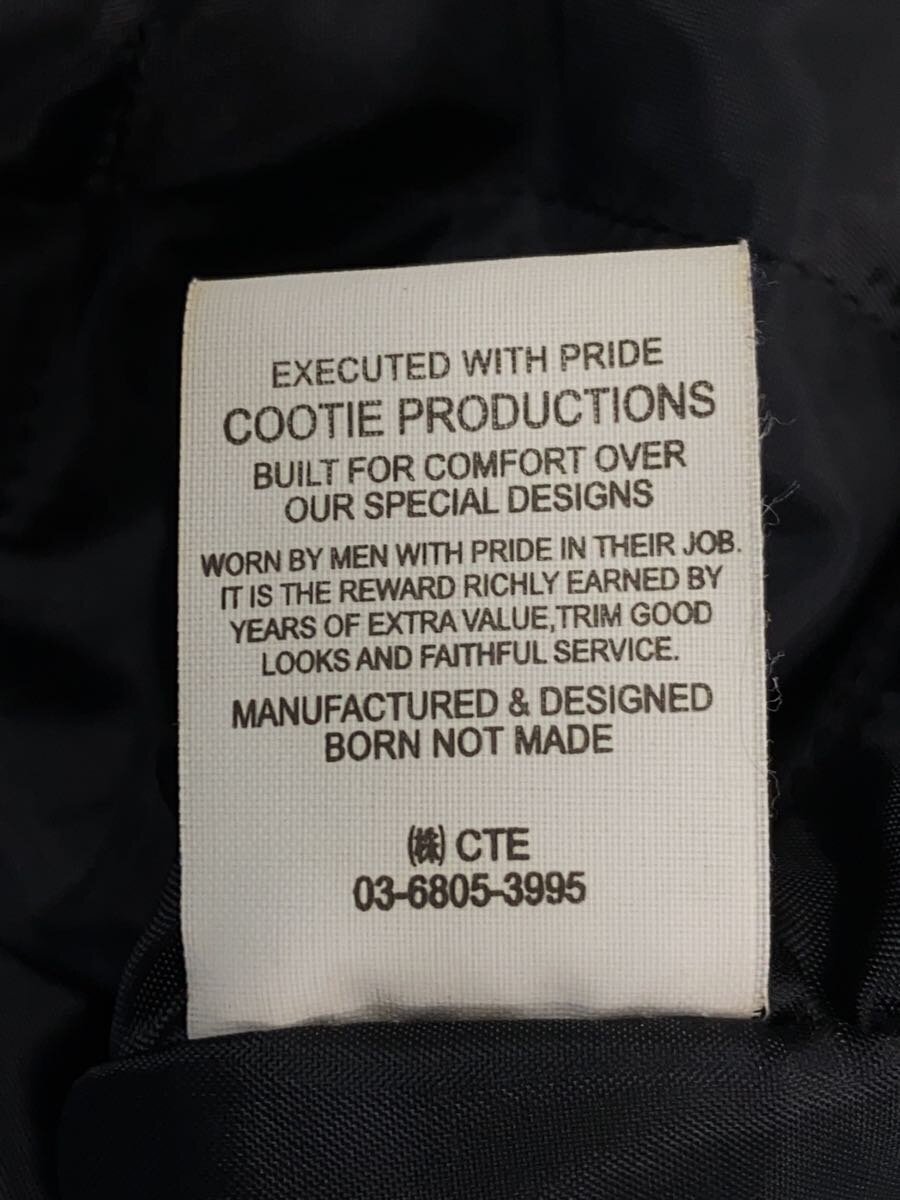 EXECUTED WITH PRIDE
COOTIE PRODUCTIONS
BUILT FOR COMFORT OVER
OUR SPECIAL DESIGNS
WORN BY MEN WITH PRIDE IN THEIR JOB.
IT IS THE REWARD RICHLY EARNED BY
YEARS OF EXTRA VALUE,TRIM GOOD
LOOKS AND FAITHFUL SERVICE.
MANUFACTURED & DESIGNED
BORN NOT MADE
㈱ CTE
03-6805-3995